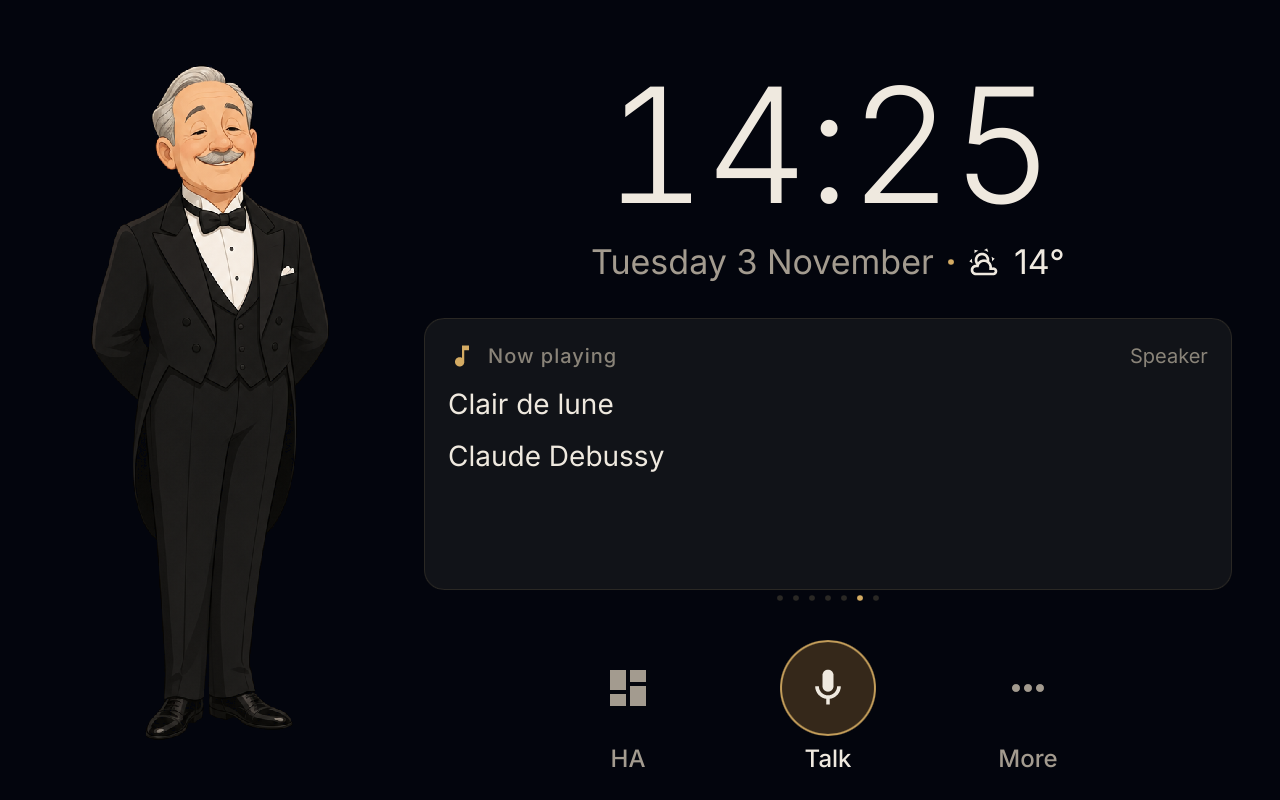 14:25
Tuesday 3 November • 14°
Now playing
Speaker
Clair de lune
Claude Debussy
HA
Talk
More